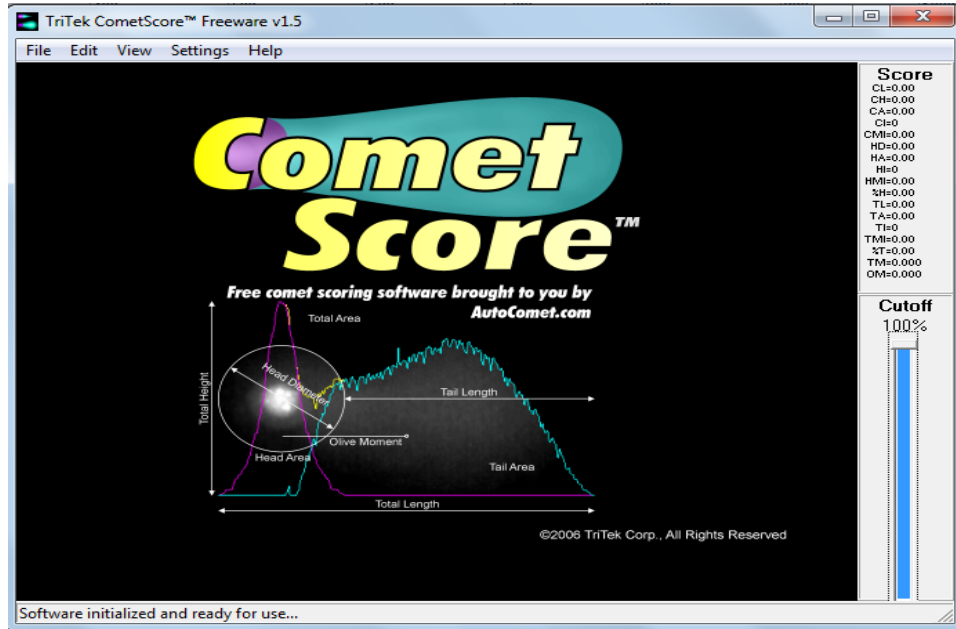 TriTek CometScore™ Freeware v1.5
File Edit View Settings Help
Comet
Score™
Free comet scoring software brought to you by
AutoComet.com
Total Area
Total Height
Head Diameter
Tail Length
Olive Moment
Head Area
Tail Area
Total Length
©2006 TriTek Corp., All Rights Reserved
Score
CL=0.00
CH=0.00
CA=0.00
CI=0
CMI=0.00
HD=0.00
HA=0.00
HI=0
HMI=0.00
%H=0.00
TL=0.00
TA=0.00
TI=0
TMI=0.00
%T=0.00
TM=0.000
OM=0.000
Cutoff
100%
Software initialized and ready for use...